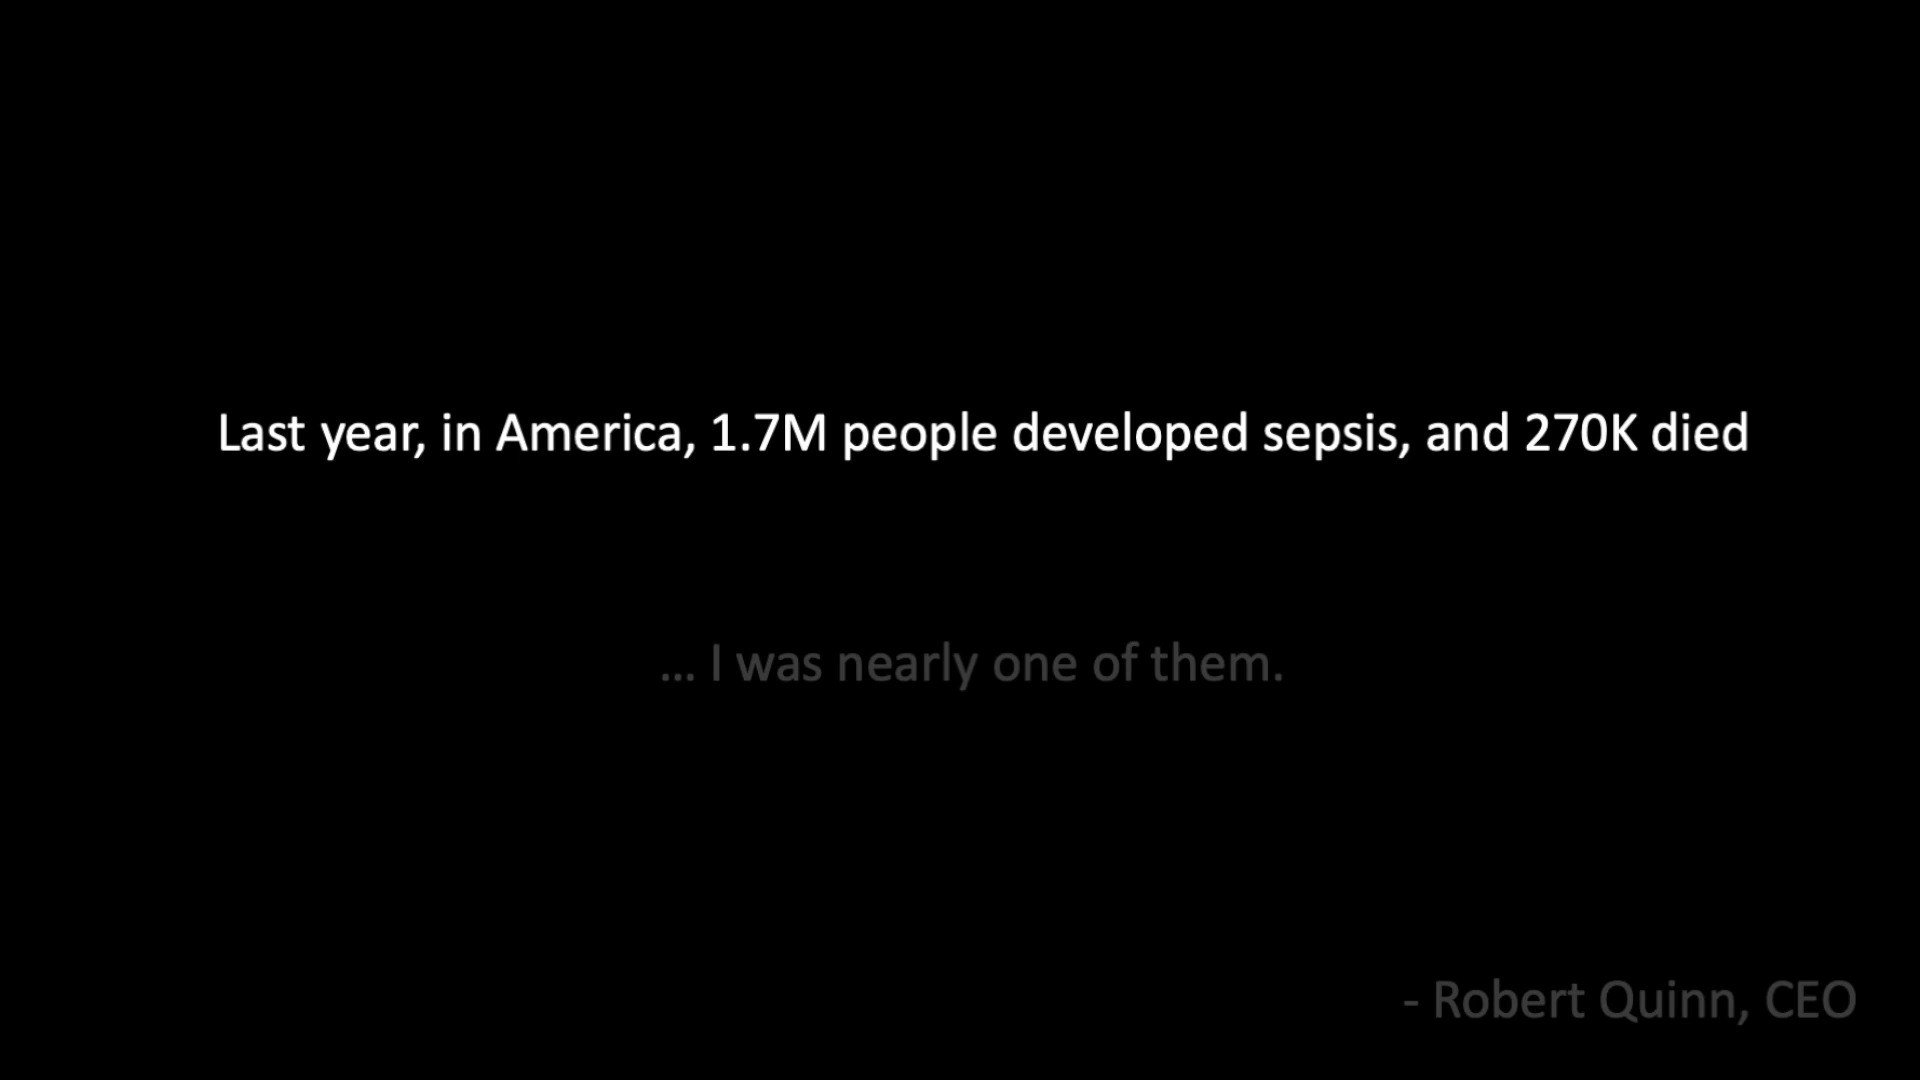 Last year, in America, 1.7M people developed sepsis, and 270K died
... I was nearly one of them.
- Robert Quinn, CEO